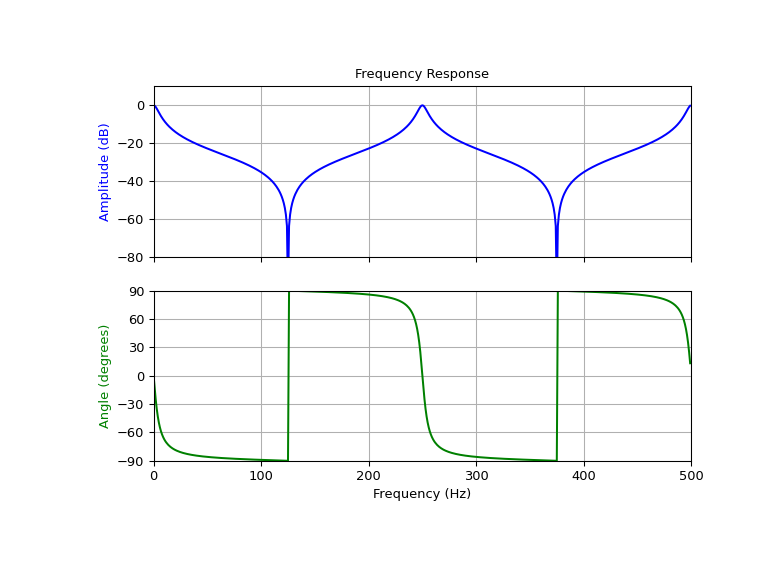 Frequency Response
Amplitude (dB)
0
−20
−40
−60
−80
Angle (degrees)
90
60
30
0
−30
−60
−90
0 100 200 300 400 500
Frequency (Hz)